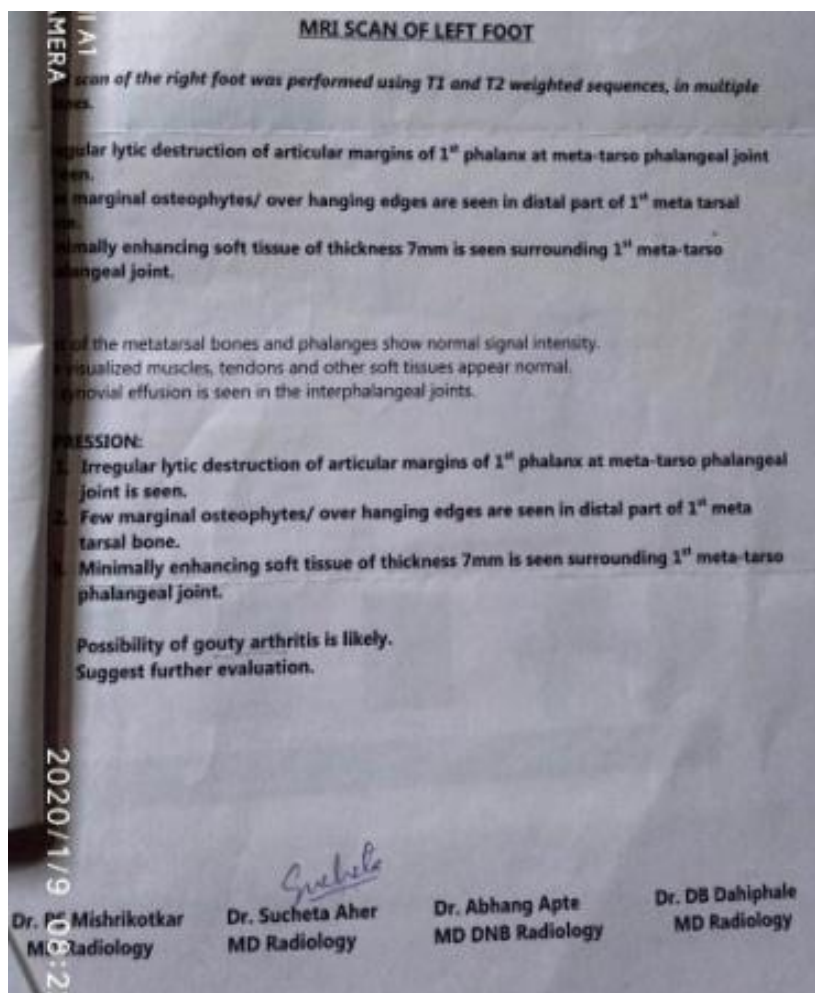 MRI SCAN OF LEFT FOOT
scan of the right foot was performed using T1 and T2 weighted sequences, in multiple
lytic destruction of articular margins of 1st phalanx at meta-tarso phalangeal joint
marginal osteophytes/ over hanging edges are seen in distal part of 1st meta tarsal
enhancing soft tissue of thickness 7mm is seen surrounding 1st meta-tarso
joint.
of the metatarsal bones and phalanges show normal signal intensity.
visualized muscles, tendons and other soft tissues appear normal.
effusion is seen in the interphalangeal joints.
Irregular lytic destruction of articular margins of 1st phalanx at meta-tarso phalangeal
joint is seen.
Few marginal osteophytes/ over hanging edges are seen in distal part of 1st meta
tarsal bone.
Minimally enhancing soft tissue of thickness 7mm is seen surrounding 1st meta-tarso
phalangeal joint.
Possibility of gouty arthritis is likely.
Suggest further evaluation.
Sucheta
Dr. Mishrikotkar
Radiology
Dr. Sucheta Aher
MD Radiology
Dr. Abhang Apte
MD DNB Radiology
Dr. DB Dahiphale
MD Radiology
A1
AMERA
2020/1/9 08:2